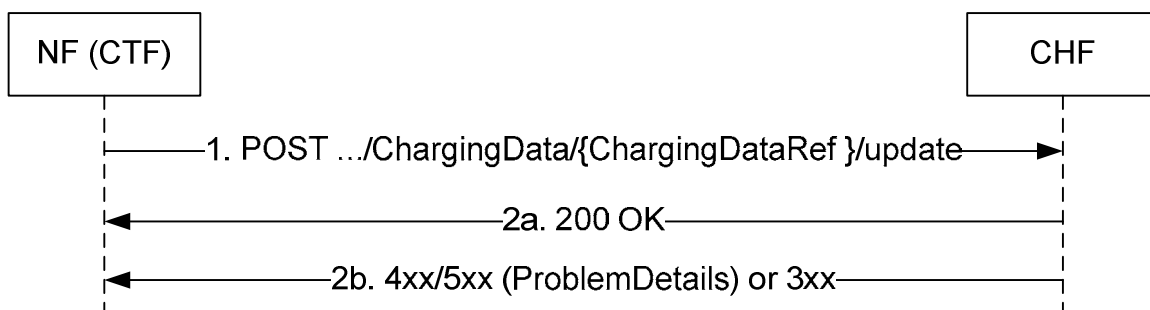 NF (CTF)
CHF
1. POST .../ChargingData/{ChargingDataRef }/update
2a. 200 OK
2b. 4xx/5xx (ProblemDetails) or 3xx